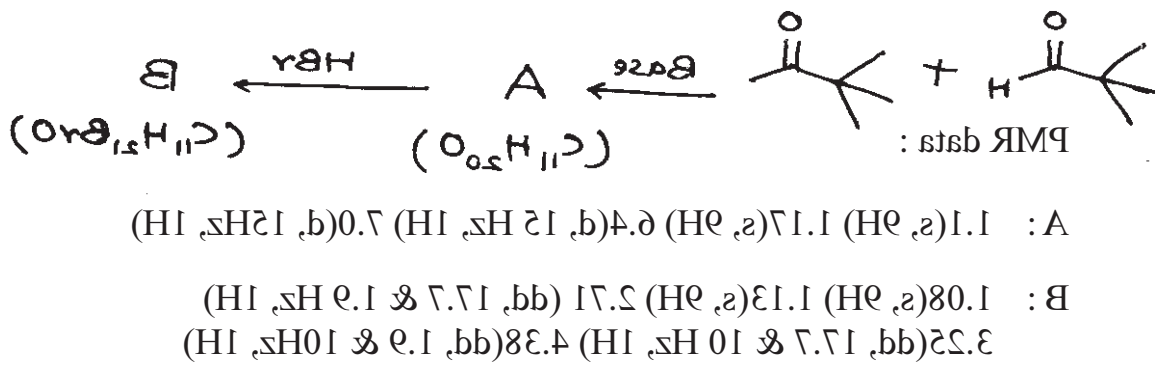 O O
H + Base A HBr B
(C₁₁H₂₀O) (C₁₁H₂₁BrO)
PMR data :
A : 1.1(s, 9H) 1.17(s, 9H) 6.4(d, 15 Hz, 1H) 7.0(d, 15Hz, 1H)
B : 1.08(s, 9H) 1.13(s, 9H) 2.71 (dd, 17.7 & 1.9 Hz, 1H)
3.25(dd, 17.7 & 10 Hz, 1H) 4.38(dd, 1.9 & 10Hz, 1H)